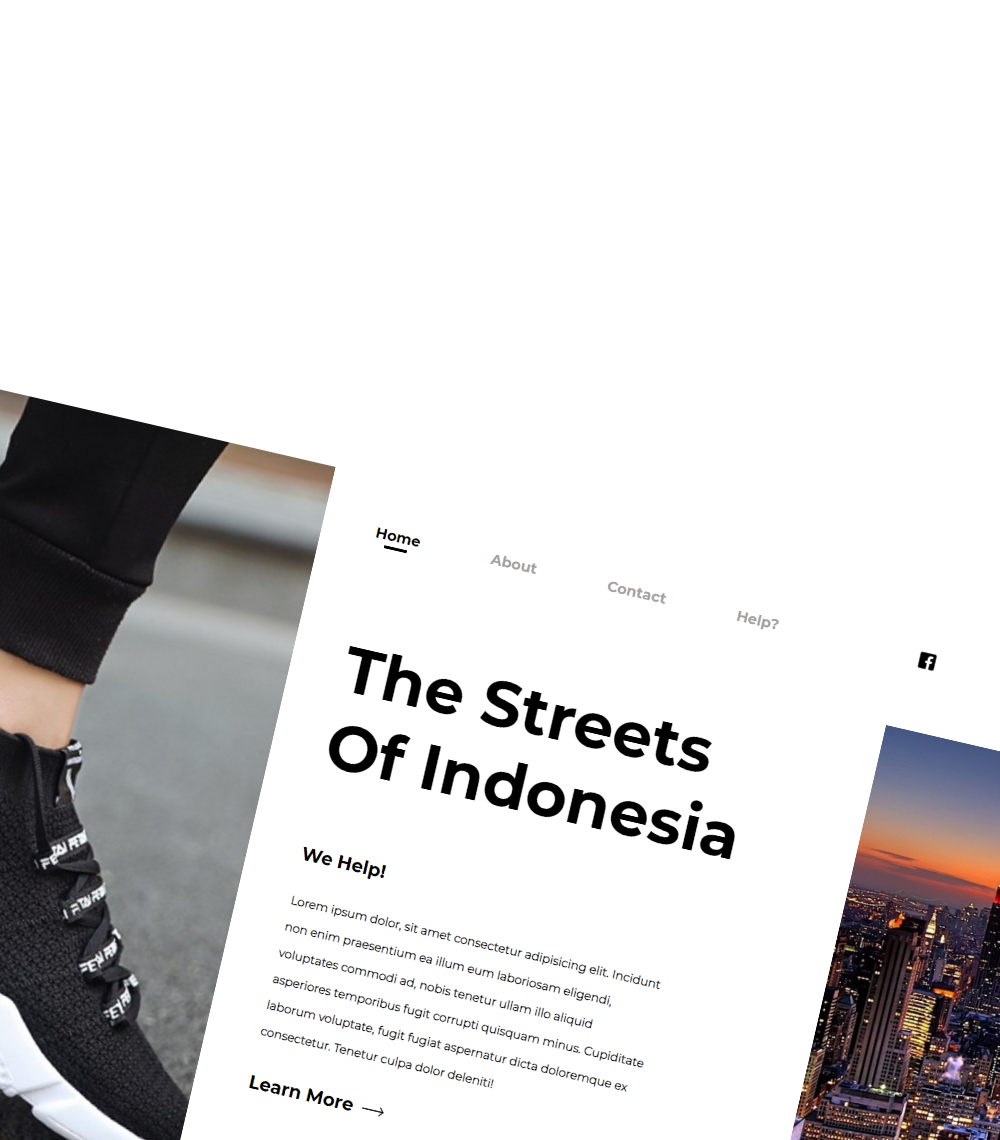 Home
About
Contact
Help?
The Streets
Of Indonesia
We Help!
Lorem ipsum dolor, sit amet consectetur adipisicing elit. Incidunt
non enim praesentium ea illum eum laboriosam eligendi,
voluptates commodi ad, nobis tenetur ullam illo aliquid
asperiores temporibus fugit corrupti quisquam minus. Cupiditate
laborum voluptate, fugit fugiat aspernatur dicta doloremque ex
consectetur. Tenetur culpa dolor deleniti!
Learn More